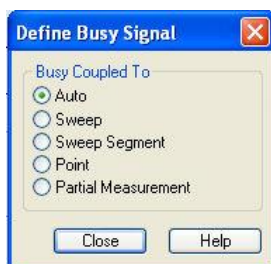 Define Busy Signal
Busy Coupled To
Auto
Sweep
Sweep Segment
Point
Partial Measurement
Close Help